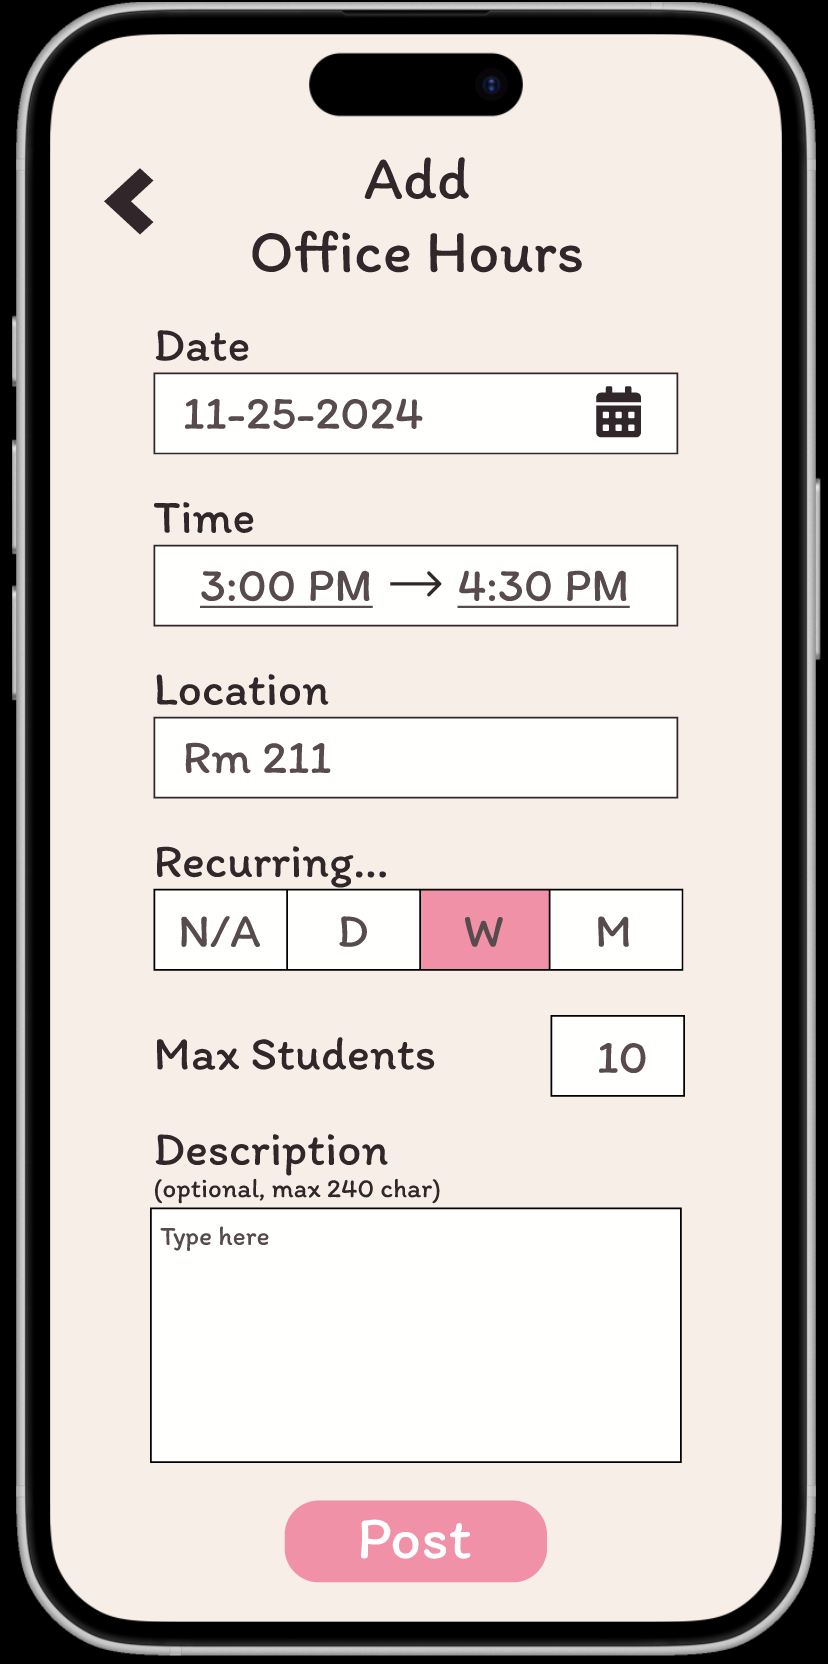 Add
Office Hours
Date
11-25-2024
Time
3:00 PM → 4:30 PM
Location
Rm 211
Recurring...
N/A D W M
Max Students 10
Description
(optional, max 240 char)
Type here
Post